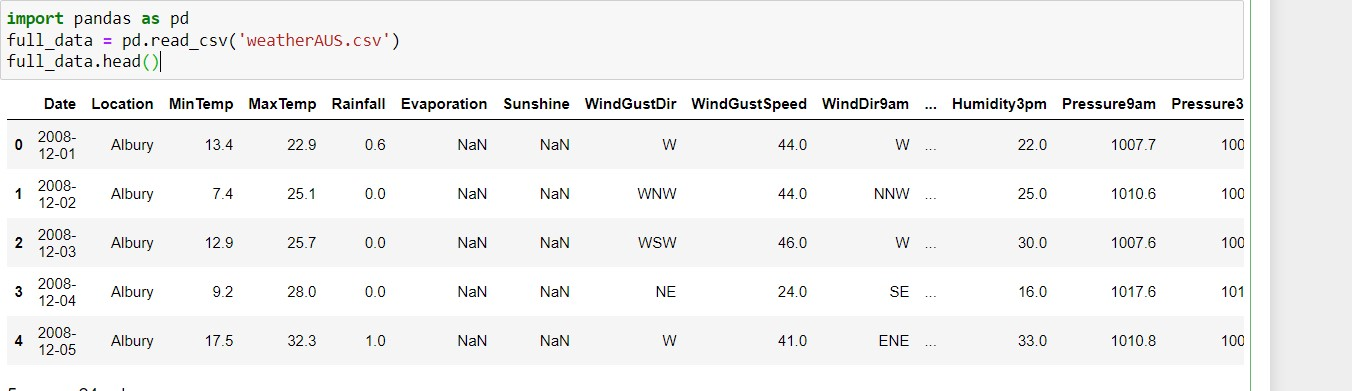 import pandas as pd
full_data = pd.read_csv('weatherAUS.csv')
full_data.head()
Date Location MinTemp MaxTemp Rainfall Evaporation Sunshine WindGustDir WindGustSpeed WindDir9am ... Humidity3pm Pressure9am Pressure3
0 2008-12-01 Albury 13.4 22.9 0.6 NaN NaN W 44.0 W ... 22.0 1007.7 100
1 2008-12-02 Albury 7.4 25.1 0.0 NaN NaN WNW 44.0 NNW ... 25.0 1010.6 100
2 2008-12-03 Albury 12.9 25.7 0.0 NaN NaN WSW 46.0 W ... 30.0 1007.6 100
3 2008-12-04 Albury 9.2 28.0 0.0 NaN NaN NE 24.0 SE ... 16.0 1017.6 101
4 2008-12-05 Albury 17.5 32.3 1.0 NaN NaN W 41.0 ENE ... 33.0 1010.8 100